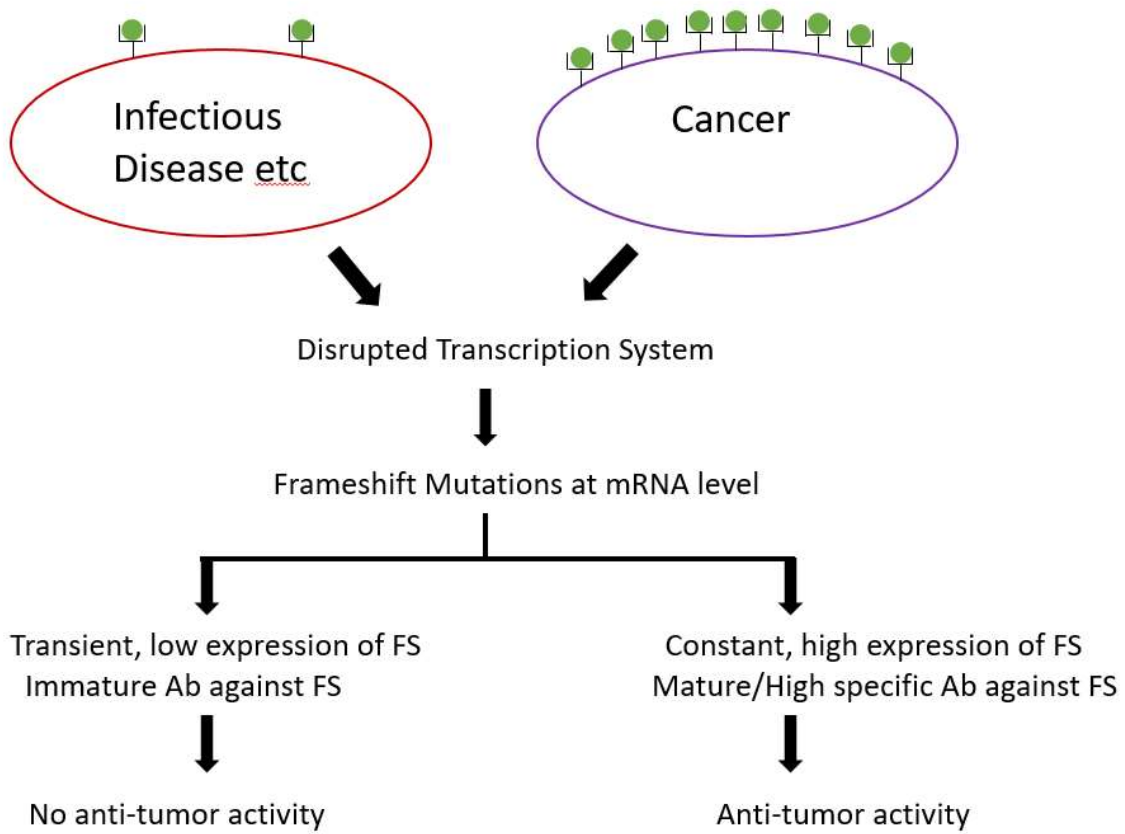 Infectious
Disease etc
Cancer
Disrupted Transcription System
Frameshift Mutations at mRNA level
Transient, low expression of FS
Immature Ab against FS
Constant, high expression of FS
Mature/High specific Ab against FS
No anti-tumor activity
Anti-tumor activity